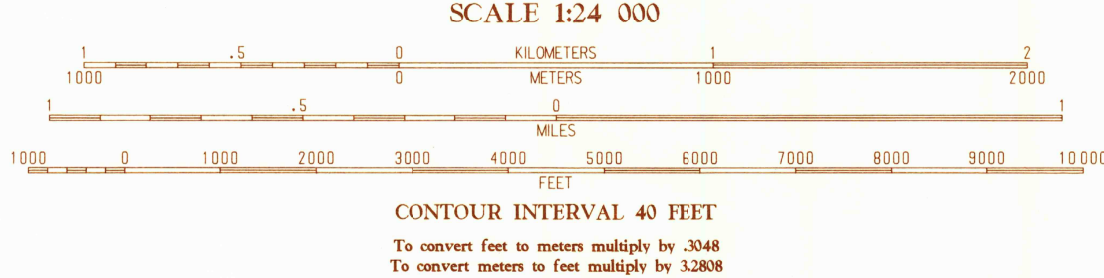 SCALE 1:24 000
1 .5 0 KILOMETERS 1 2
1000 0 METERS 1000 2000
1 .5 0 1
MILES
1000 0 1000 2000 3000 4000 5000 6000 7000 8000 9000 10 000
FEET
CONTOUR INTERVAL 40 FEET
To convert feet to meters multiply by .3048
To convert meters to feet multiply by 3.2808